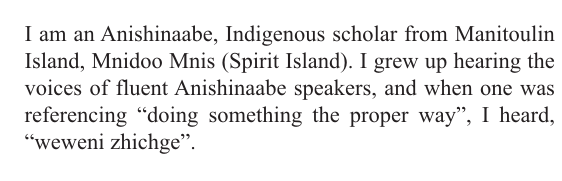 I am an Anishinaabe, Indigenous scholar from Manitoulin
Island, Mnidoo Mnis (Spirit Island). I grew up hearing the
voices of fluent Anishinaabe speakers, and when one was
referencing “doing something the proper way”, I heard,
“weweni zhichge”.